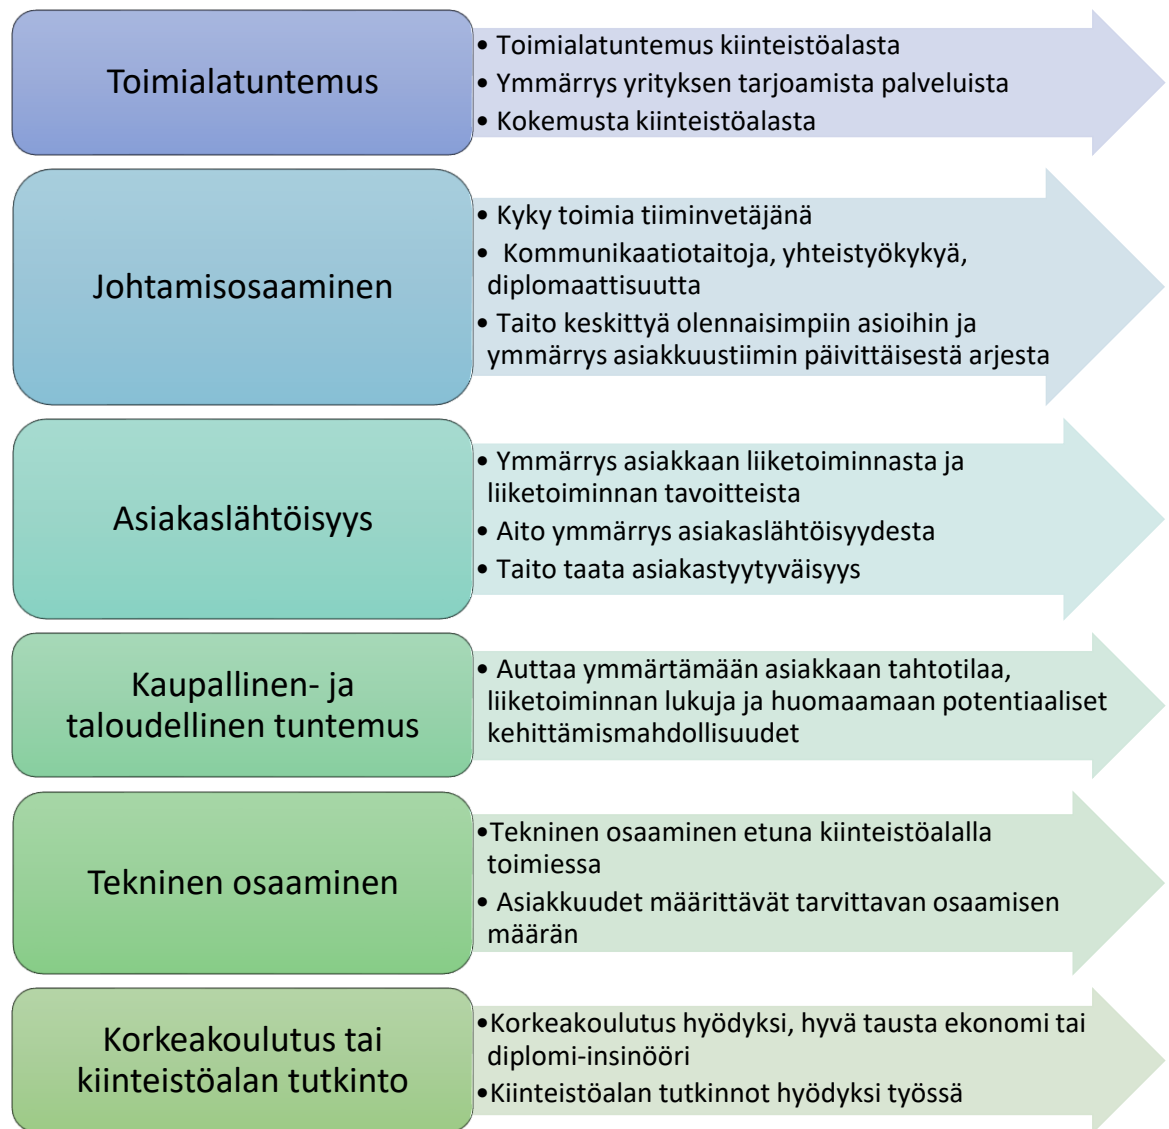 Toimialatuntemus
• Toimialatuntemus kiinteistöalasta
• Ymmärrys yrityksen tarjoamista palveluista
• Kokemusta kiinteistöalasta
Johtamisosaaminen
• Kyky toimia tiiminvetäjänä
• Kommunikaatiotaitoja, yhteistyökykyä,
diplomaattisuutta
• Taito keskittyä olennaisimpiin asioihin ja
ymmärrys asiakkuustiimin päivittäisestä arjesta
Asiakaslähtöisyys
• Ymmärrys asiakkaan liiketoiminnasta ja
liiketoiminnan tavoitteista
• Aito ymmärrys asiakaslähtöisyydesta
• Taito taata asiakastyytyväisyys
Kaupallinen- ja
taloudellinen tuntemus
• Auttaa ymmärtämään asiakkaan tahtotilaa,
liiketoiminnan lukuja ja huomaamaan potentiaaliset
kehittämismahdollisuudet
Tekninen osaaminen
•Tekninen osaaminen etuna kiinteistöalalla
toimiessa
• Asiakkuudet määrittävät tarvittavan osaamisen
määrän
Korkeakoulutus tai
kiinteistöalan tutkinto
•Korkeakoulutus hyödyksi, hyvä tausta ekonomi tai
diplomi-insinööri
•Kiinteistöalan tutkinnot hyödyksi työssä